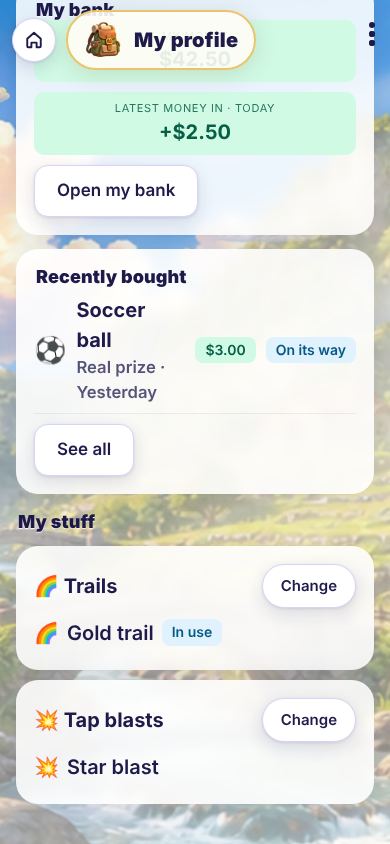 My bank
My profile
$42.50
LATEST MONEY IN · TODAY
+$2.50
Open my bank
Recently bought
Soccer
ball
Real prize ·
Yesterday
$3.00
On its way
See all
My stuff
Trails
Change
Gold trail
In use
Tap blasts
Change
Star blast